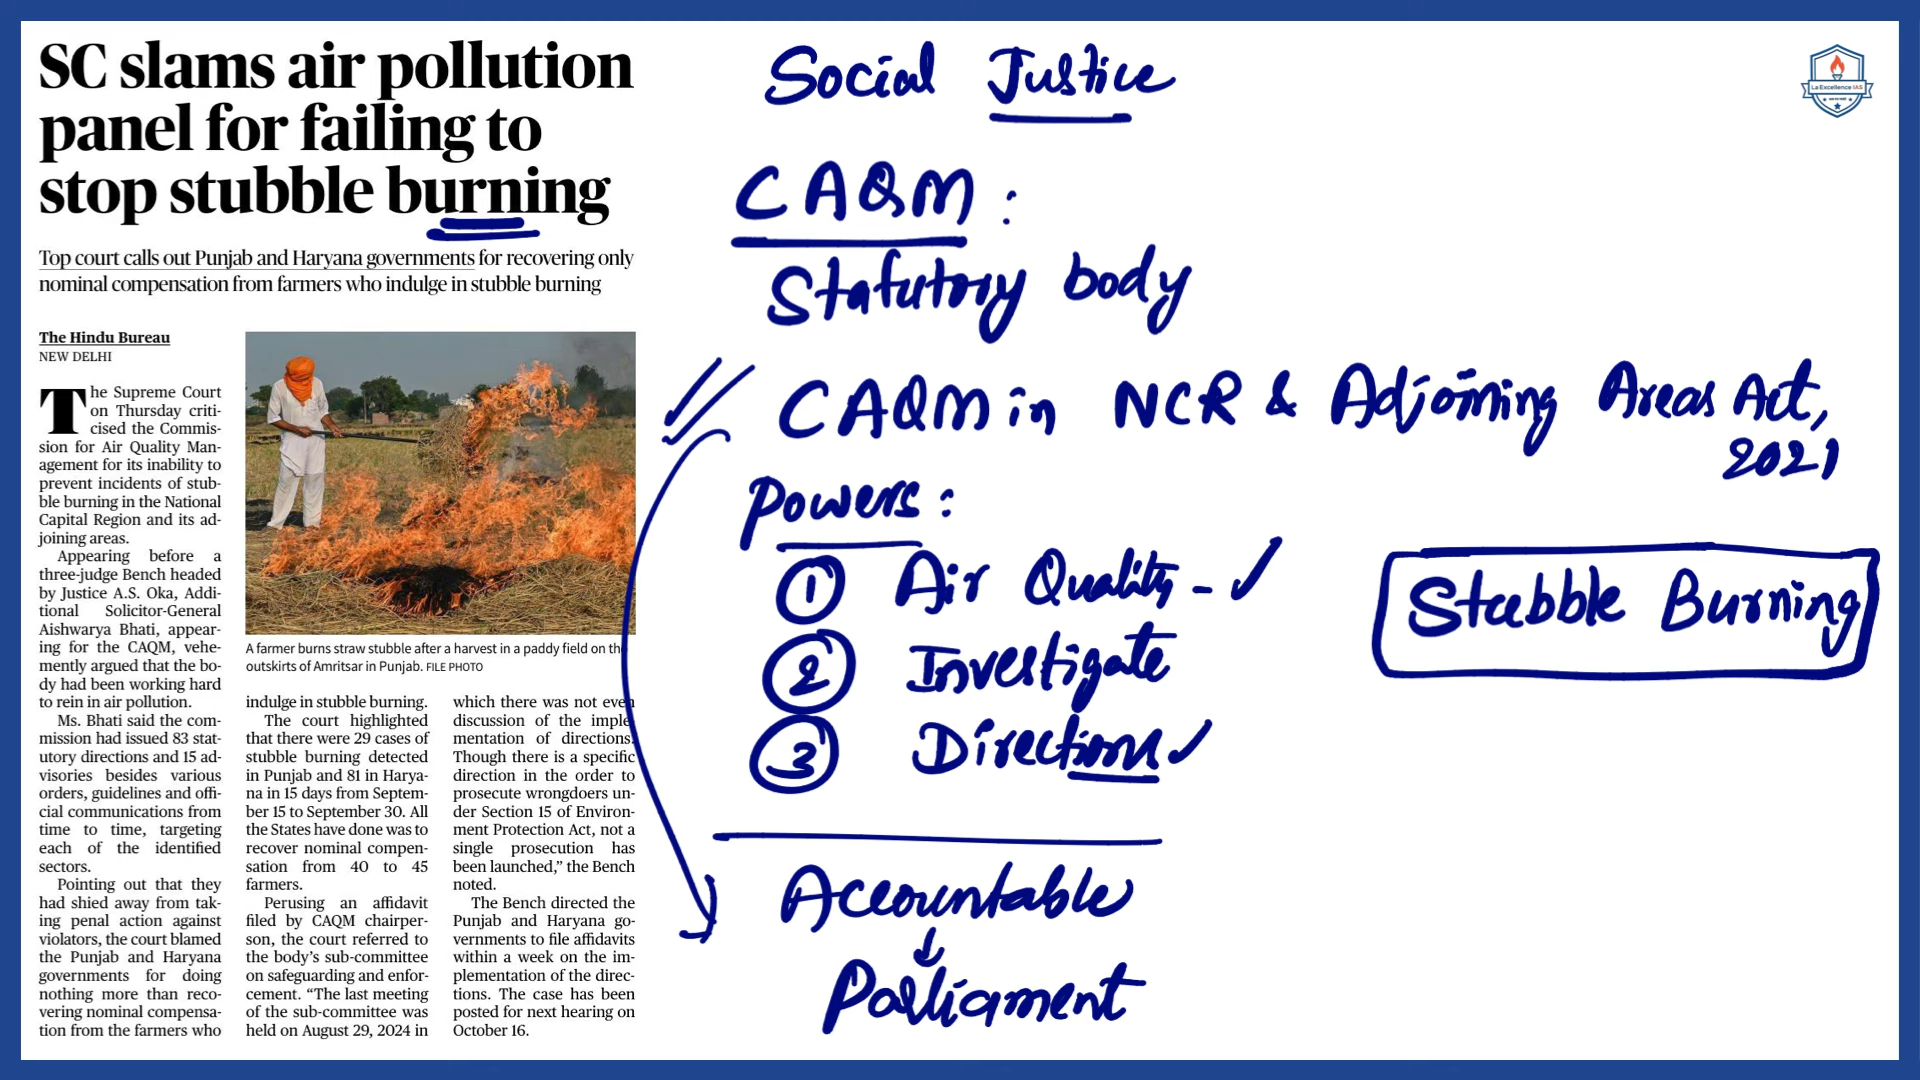 SC slams air pollution
panel for failing to
stop stubble burning
Top court calls out Punjab and Haryana governments for recovering only
nominal compensation from farmers who indulge in stubble burning
The Hindu Bureau
NEW DELHI
The Supreme Court
on Thursday criti-
cised the Commis-
sion for Air Quality Man-
agement for its inability to
prevent incidents of stub-
ble burning in the National
Capital Region and its ad-
joining areas.
Appearing before a
three-judge Bench headed
by Justice A.S. Oka, Addi-
tional Solicitor-General
Aishwarya Bhati, appear-
ing for the CAQM, vehe-
mently argued that the bo-
dy had been working hard
to rein in air pollution.
Ms. Bhati said the com-
mission had issued 83 stat-
utory directions and 15 ad-
visories besides various
orders, guidelines and offi-
cial communications from
time to time, targeting
each of the identified
sectors.
Pointing out that they
had shied away from tak-
ing penal action against
violators, the court blamed
the Punjab and Haryana
governments for doing
nothing more than reco-
vering nominal compensa-
tion from the farmers who
A farmer burns straw stubble after a harvest in a paddy field on the
outskirts of Amritsar in Punjab. FILE PHOTO
indulge in stubble burning.
The court highlighted
that there were 29 cases of
stubble burning detected
in Punjab and 81 in Harya-
na in 15 days from Septem-
ber 15 to September 30. All
the States have done was to
recover nominal compen-
sation from 40 to 45
farmers.
Perusing an affidavit
filed by CAQM chairper-
son, the court referred to
the body's sub-committee
on safeguarding and enfor-
cement. "The last meeting
of the sub-committee was
held on August 29, 2024 in
which there was not even
discussion of the imple-
mentation of directions.
Though there is a specific
direction in the order to
prosecute wrongdoers un-
der Section 15 of Environ-
ment Protection Act, not a
single prosecution has
been launched," the Bench
noted.
The Bench directed the
Punjab and Haryana go-
vernments to file affidavits
within a week on the im-
plementation of the direc-
tions. The case has been
posted for next hearing on
October 16.
Social Justice
CAQM :
Statutory body
CAQM in NCR & Adjoining Areas Act,
2021
Powers :
1 Air Quality -
2 Investigate
3 Directions
Stubble Burning
Accountable
Parliament
La Excellence IAS